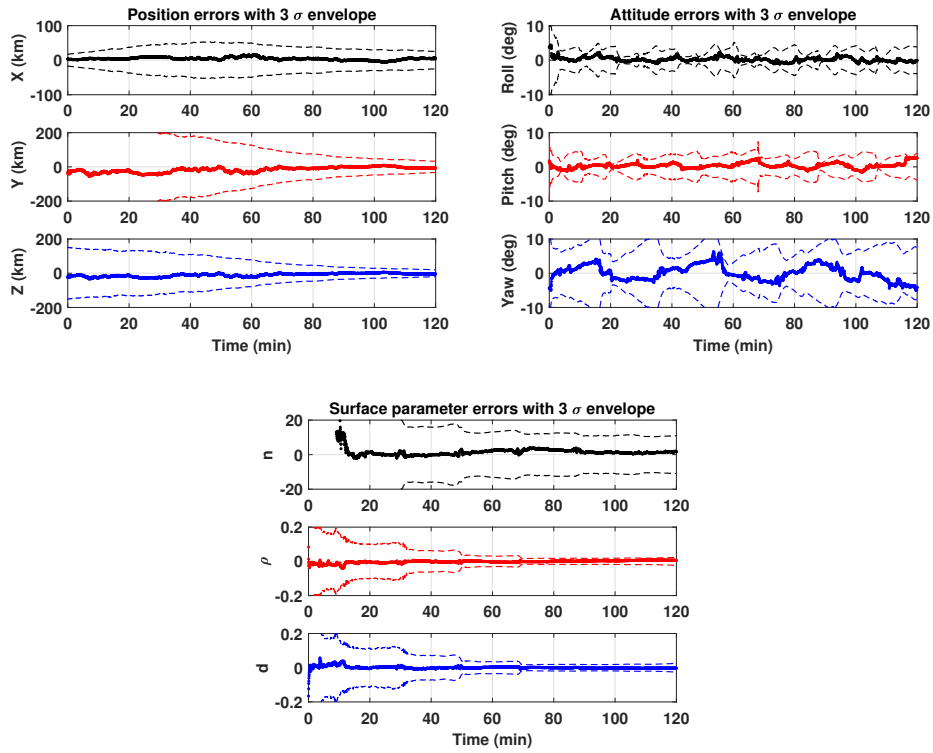 Position errors with 3 σ envelope
X (km)
100
0
-100
0 20 40 60 80 100 120
Y (km)
200
0
-200
0 20 40 60 80 100 120
Z (km)
200
0
-200
0 20 40 60 80 100 120
Time (min)
Attitude errors with 3 σ envelope
Roll (deg)
10
0
-10
0 20 40 60 80 100 120
Pitch (deg)
10
0
-10
0 20 40 60 80 100 120
Yaw (deg)
10
0
-10
0 20 40 60 80 100 120
Time (min)
Surface parameter errors with 3 σ envelope
n
20
0
-20
0 20 40 60 80 100 120
ρ
0.2
0
-0.2
0 20 40 60 80 100 120
d
0.2
0
-0.2
0 20 40 60 80 100 120
Time (min)